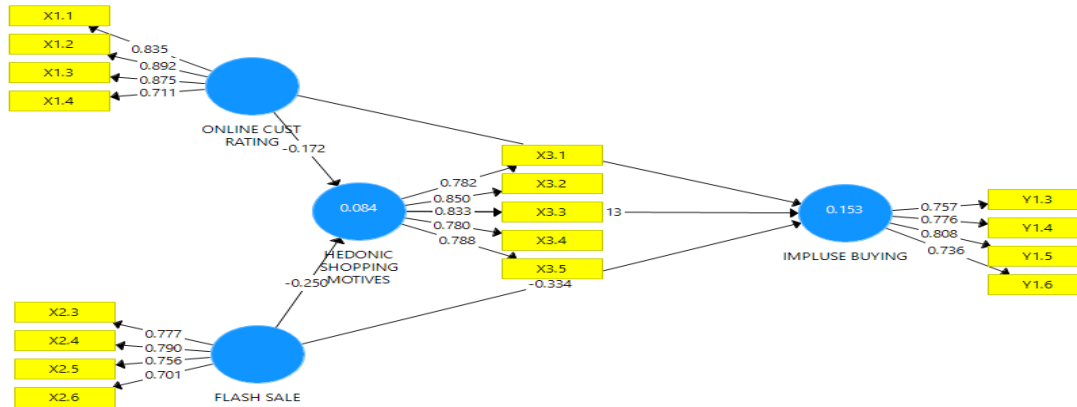 X1.1
X1.2
X1.3
X1.4
0.835
0.892
0.875
0.711
ONLINE CUST
RATING
-0.172
X3.1
X3.2
X3.3
X3.4
X3.5
0.782
0.850
0.833
0.780
0.788
0.084
HEDONIC
SHOPPING
MOTIVES
13
0.153
IMPLUSE BUYING
0.757
0.776
0.808
0.736
Y1.3
Y1.4
Y1.5
Y1.6
-0.250
-0.334
X2.3
X2.4
X2.5
X2.6
0.777
0.790
0.756
0.701
FLASH SALE